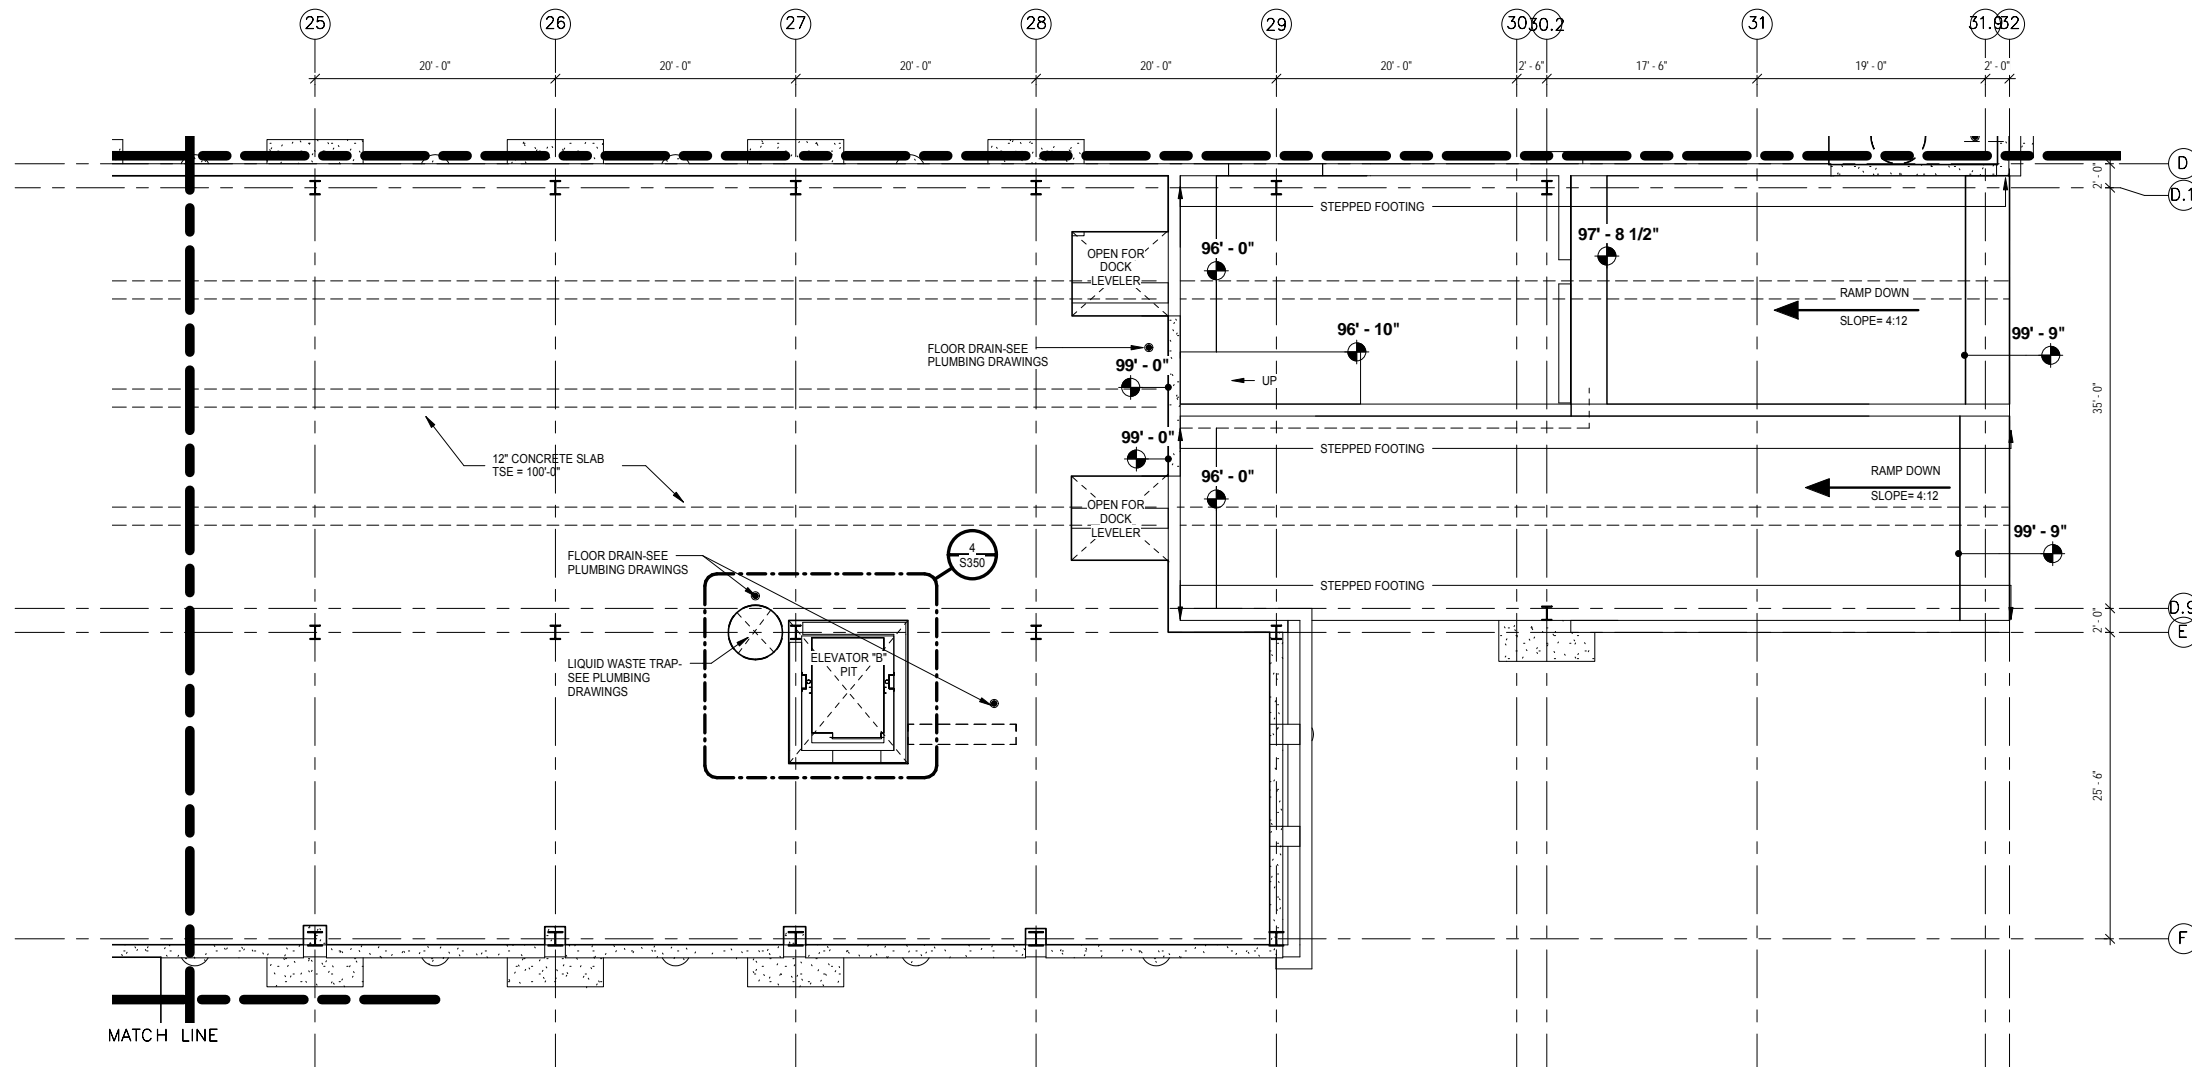 25 26 27 28 29 30 30.2 31 31.9 32
20' - 0" 20' - 0" 20' - 0" 20' - 0" 20' - 0" 2' - 6" 17' - 6" 19' - 0" 2' - 0"
D
2' - 0"
D.1
STEPPED FOOTING
97' - 8 1/2"
96' - 0"
OPEN FOR
DOCK
LEVELER
RAMP DOWN
SLOPE= 4:12
96' - 10"
99' - 9"
FLOOR DRAIN-SEE
PLUMBING DRAWINGS
99' - 0"
UP
35' - 0"
99' - 0"
STEPPED FOOTING
12" CONCRETE SLAB
TSE = 100'-0"
96' - 0"
RAMP DOWN
SLOPE= 4:12
OPEN FOR
DOCK
LEVELER
99' - 9"
4
S350
FLOOR DRAIN-SEE
PLUMBING DRAWINGS
STEPPED FOOTING
D.9
2' - 0"
E
LIQUID WASTE TRAP-
SEE PLUMBING
DRAWINGS
ELEVATOR "B"
PIT
25' - 6"
F
MATCH LINE